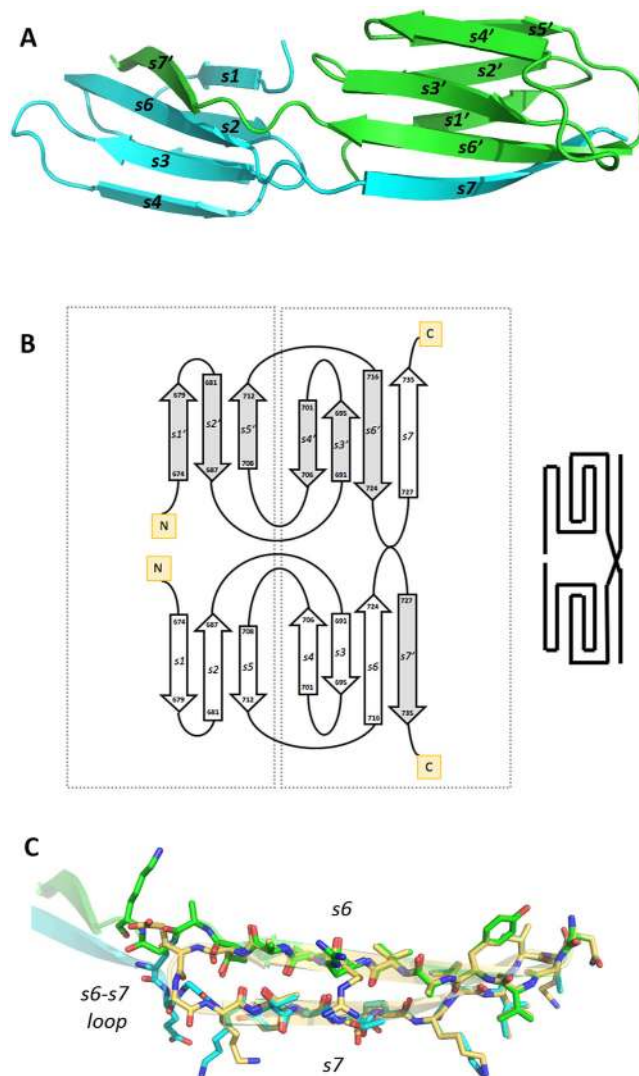 A
s7'
s1
s6
s2
s3
s4
s4'
s5'
s2'
s3'
s1'
s6'
s7
B
C
679
681
712
701
695
716
735
s1'
s2'
s5'
s4'
s3'
s6'
s7
674
687
708
706
691
724
727
N
N
674
687
708
706
691
724
727
s1
s2
s5
s4
s3
s6
s7'
679
681
712
701
695
716
735
C
C
s6
s6-s7
loop
s7